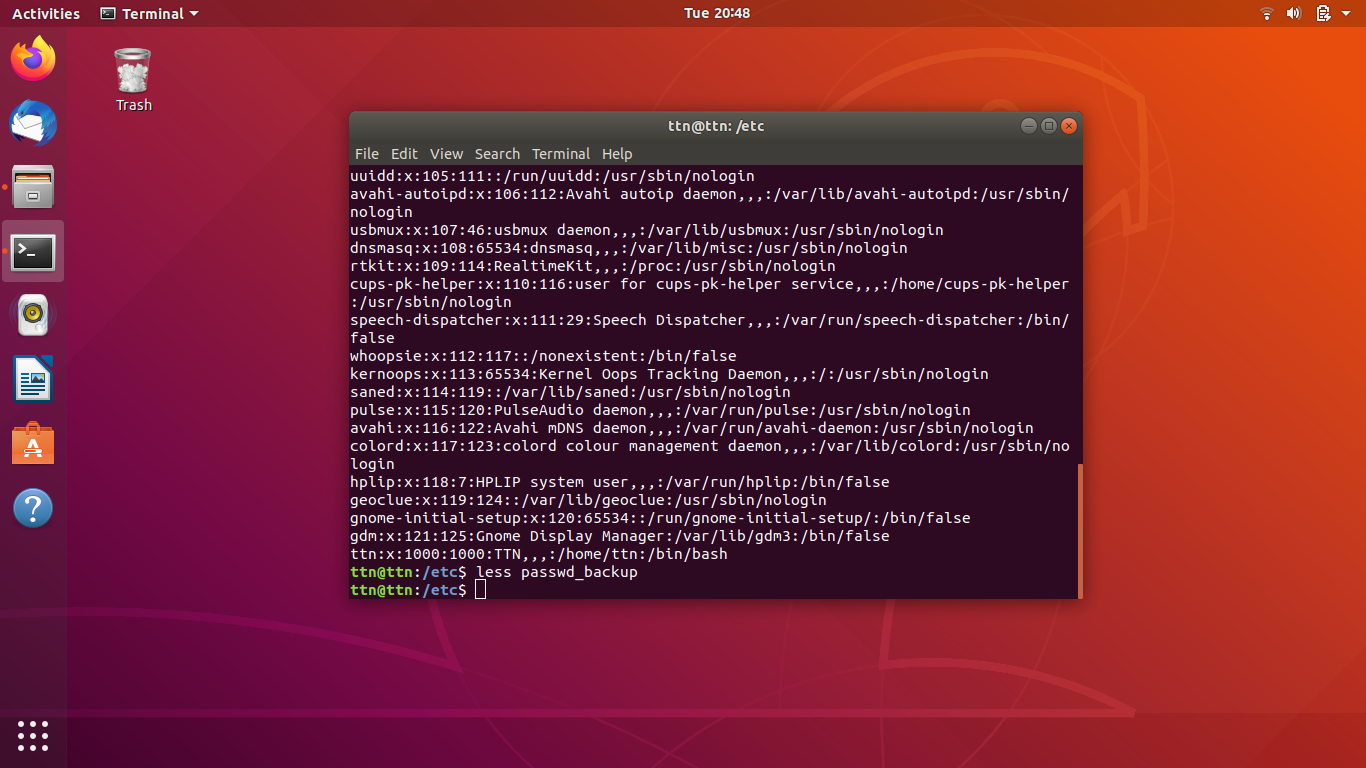 Activities Terminal Tue 20:48
Trash
ttn@ttn: /etc
File Edit View Search Terminal Help
uuidd:x:105:111::/run/uuidd:/usr/sbin/nologin
avahi-autoipd:x:106:112:Avahi autoip daemon,,,:/var/lib/avahi-autoipd:/usr/sbin/
nologin
usbmux:x:107:46:usbmux daemon,,,:/var/lib/usbmux:/usr/sbin/nologin
dnsmasq:x:108:65534:dnsmasq,,,:/var/lib/misc:/usr/sbin/nologin
rtkit:x:109:114:RealtimeKit,,,:/proc:/usr/sbin/nologin
cups-pk-helper:x:110:116:user for cups-pk-helper service,,,:/home/cups-pk-helper
:/usr/sbin/nologin
speech-dispatcher:x:111:29:Speech Dispatcher,,,:/var/run/speech-dispatcher:/bin/
false
whoopsie:x:112:117::/nonexistent:/bin/false
kernoops:x:113:65534:Kernel Oops Tracking Daemon,,,:/:/usr/sbin/nologin
saned:x:114:119::/var/lib/saned:/usr/sbin/nologin
pulse:x:115:120:PulseAudio daemon,,,:/var/run/pulse:/usr/sbin/nologin
avahi:x:116:122:Avahi mDNS daemon,,,:/var/run/avahi-daemon:/usr/sbin/nologin
colord:x:117:123:colord colour management daemon,,,:/var/lib/colord:/usr/sbin/no
login
hplip:x:118:7:HPLIP system user,,,:/var/run/hplip:/bin/false
geoclue:x:119:124::/var/lib/geoclue:/usr/sbin/nologin
gnome-initial-setup:x:120:65534::/run/gnome-initial-setup/:/bin/false
gdm:x:121:125:Gnome Display Manager:/var/lib/gdm3:/bin/false
ttn:x:1000:1000:TTN,,,:/home/ttn:/bin/bash
ttn@ttn:/etc$ less passwd_backup
ttn@ttn:/etc$